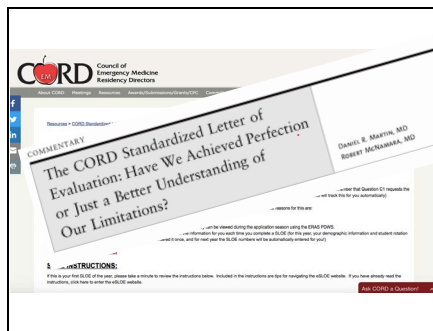 CORD
EM
Council of
Emergency Medicine
Residency Directors
About CORD Meetings Resources Awards/Submissions/Grants/CPC
Resources > CORD Standardized
COMMENTARY
The CORD Standardized Letter of
Evaluation: Have We Achieved Perfection
or Just a Better Understanding of
Our Limitations?
DANIEL R. MARTIN, MD
ROBERT MCNAMARA, MD
that Question C1 requests the
will track this for you automatically)
reasons for this are:
can be viewed during the application season using the ERAS PDWS
information for you each time you complete a SLOE (for this year, your demographic information and student rotation
it once, and for next year the SLOE numbers will be automatically entered for you!)
INSTRUCTIONS:
If this is your first SLOE of the year, please take a minute to review the instructions below. Included in the instructions are tips for navigating the eSLOE website. If you have already read the
instructions, click here to enter the eSLOE website.
Ask CORD a Question!